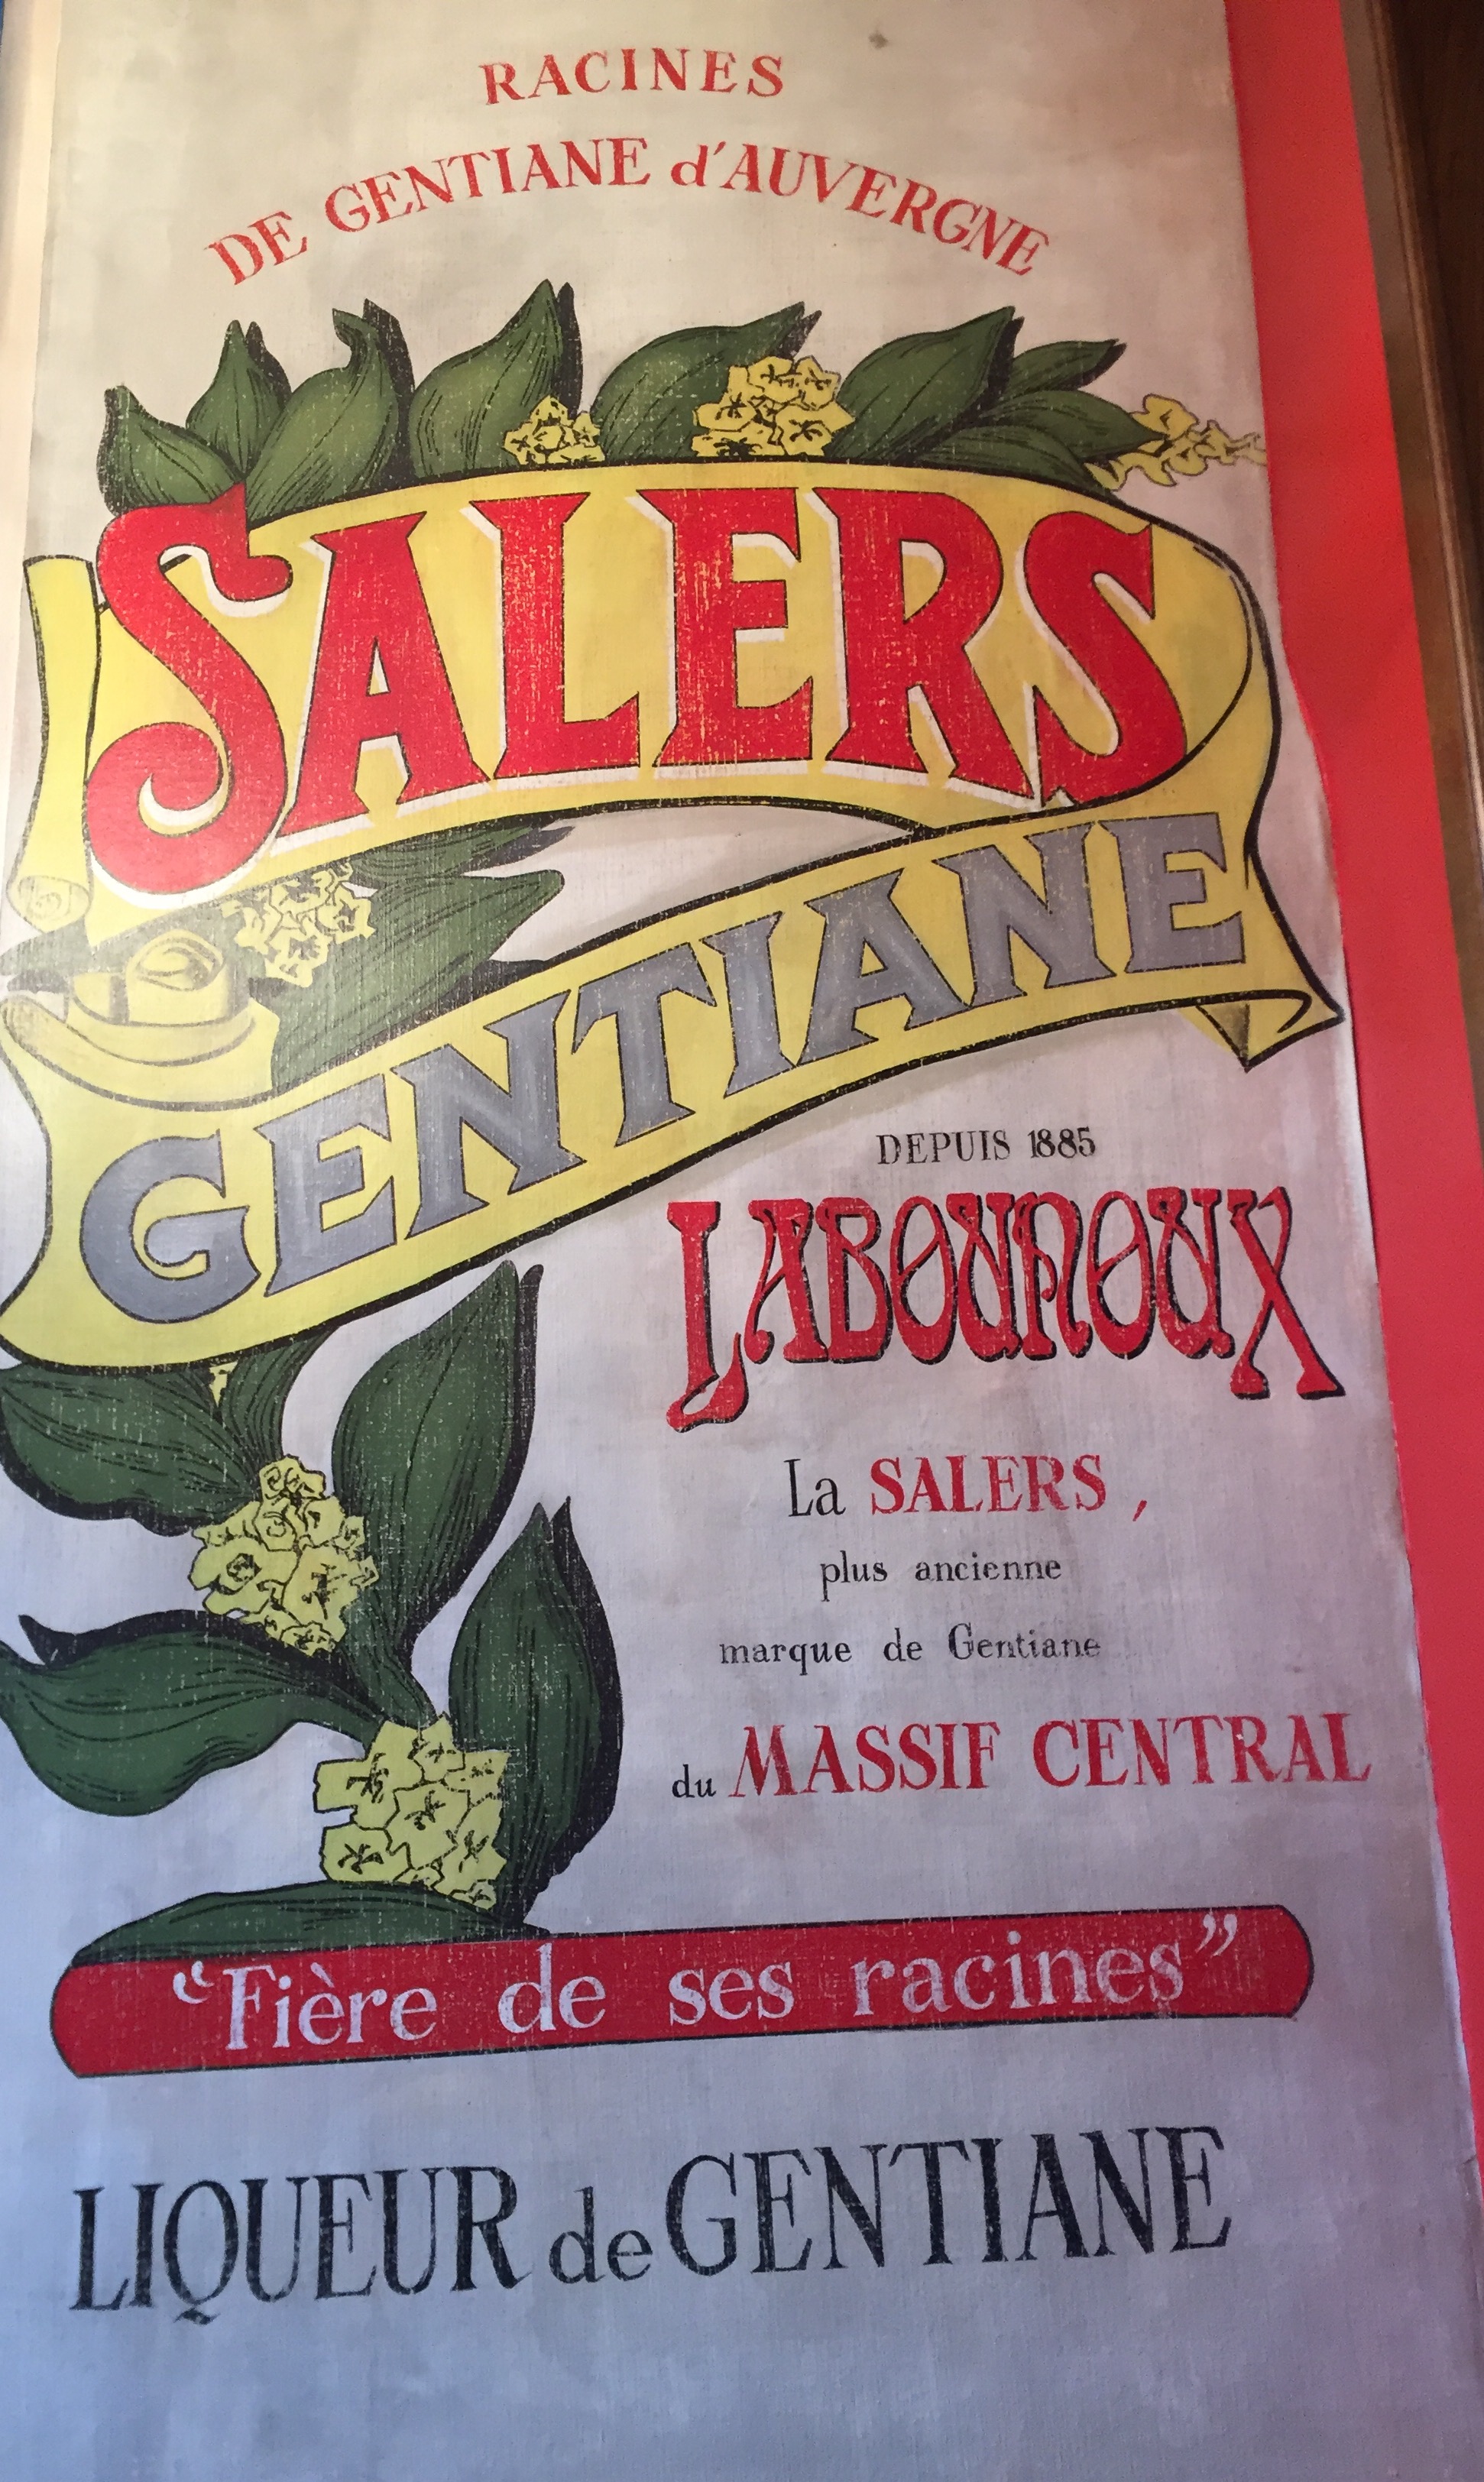 RACINES
DE GENTIANE d'AUVERGNE
SALERS
GENTIANE
DEPUIS 1885
LABOUNOUX
La SALERS ,
plus ancienne
marque de Gentiane
du MASSIF CENTRAL
“Fière de ses racines”
LIQUEUR de GENTIANE